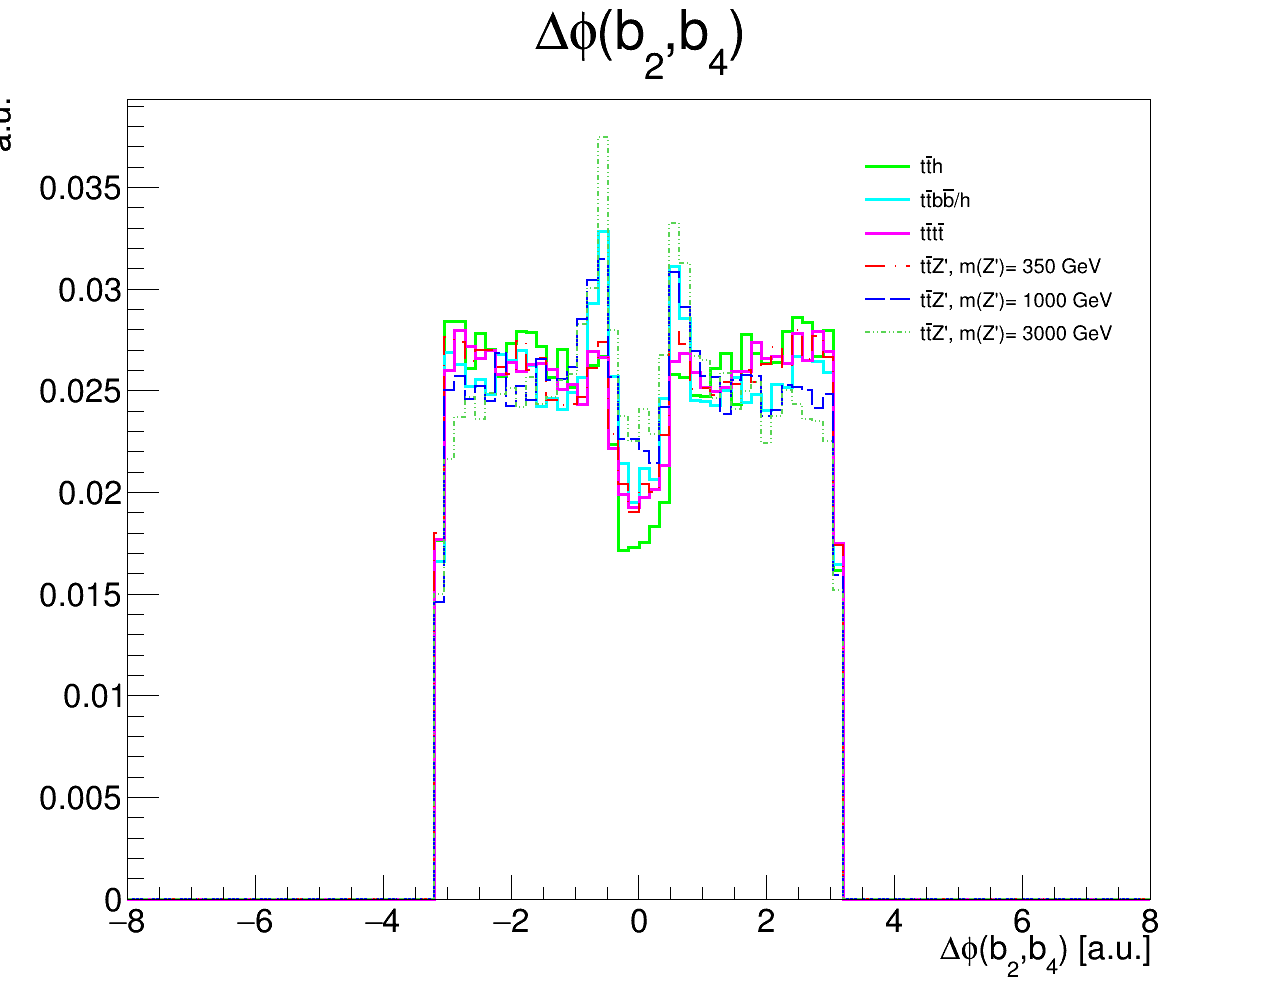 Δϕ(b₂,b₄)
a.u.
0.035
0.03
0.025
0.02
0.015
0.01
0.005
0
tt̄h
tt̄bb̄/h
tt̄tt̄
tt̄Z', m(Z')= 350 GeV
tt̄Z', m(Z')= 1000 GeV
tt̄Z', m(Z')= 3000 GeV
−8 −6 −4 −2 0 2 4 6 8
Δϕ(b₂,b₄) [a.u.]